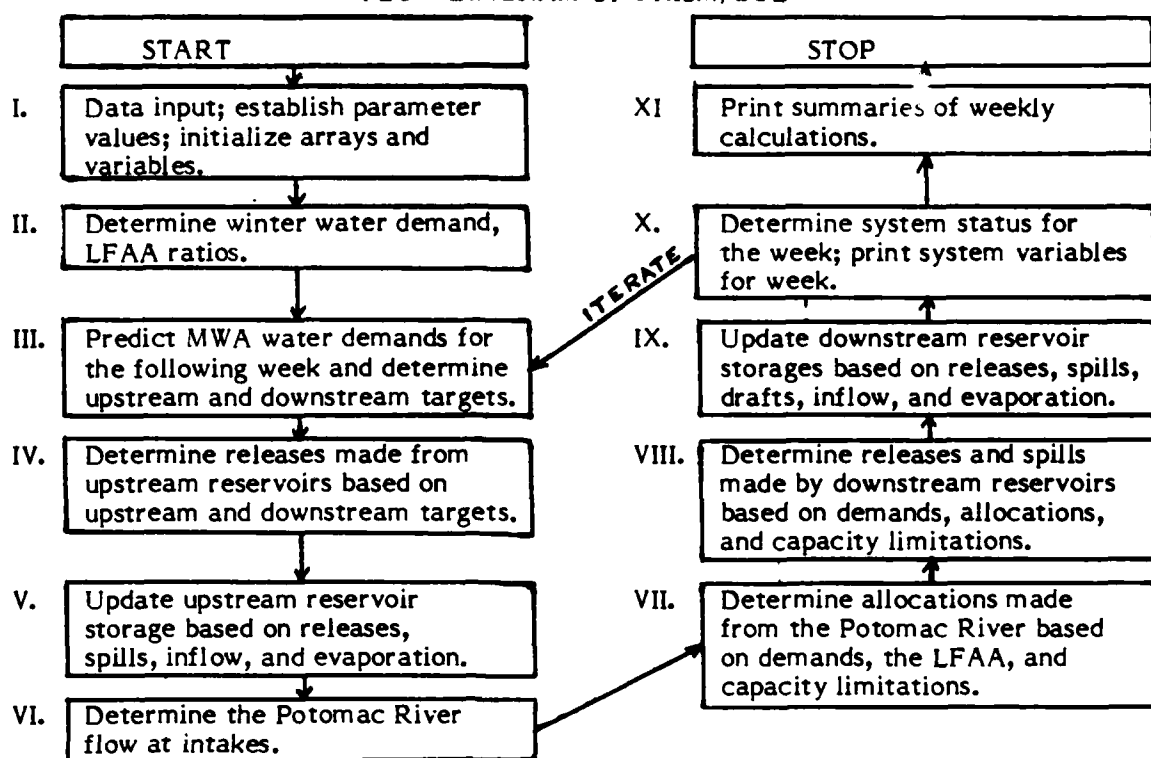 START
I. Data input; establish parameter
values; initialize arrays and
variables.
II. Determine winter water demand,
LFAA ratios.
III. Predict MWA water demands for
the following week and determine
upstream and downstream targets.
IV. Determine releases made from
upstream reservoirs based on
upstream and downstream targets.
V. Update upstream reservoir
storage based on releases,
spills, inflow, and evaporation.
VI. Determine the Potomac River
flow at intakes.
VII. Determine allocations made
from the Potomac River based
on demands, the LFAA, and
capacity limitations.
VIII. Determine releases and spills
made by downstream reservoirs
based on demands, allocations,
and capacity limitations.
IX. Update downstream reservoir
storages based on releases, spills,
drafts, inflow, and evaporation.
X. Determine system status for
the week; print system variables
for week.
ITERATE
XI Print summaries of weekly
calculations.
STOP